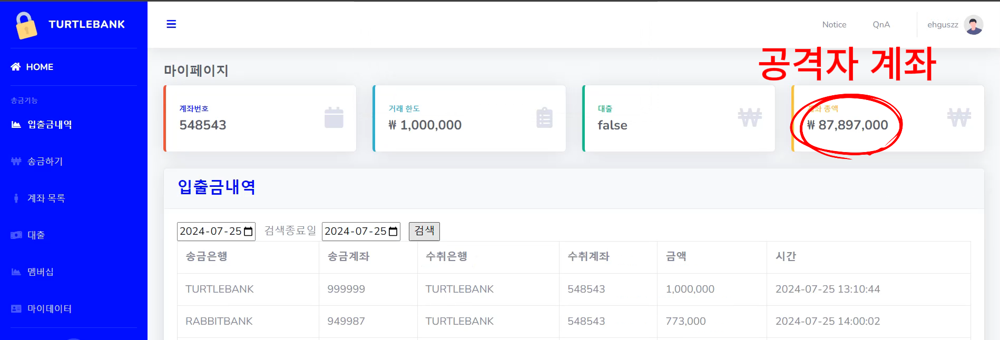 TURTLEBANK
HOME
송금기능
입출금내역
송금하기
계좌 목록
대출
멤버십
마이데이터
Notice QnA ehguszz
공격자 계좌
마이페이지
계좌번호
548543
거래 한도
₩ 1,000,000
대출
false
계좌 총액
₩ 87,897,000
입출금내역
2024-07-25 검색종료일 2024-07-25 검색
송금은행 송금계좌 수취은행 수취계좌 금액 시간
TURTLEBANK 999999 TURTLEBANK 548543 1,000,000 2024-07-25 13:10:44
RABBITBANK 949987 TURTLEBANK 548543 773,000 2024-07-25 14:00:02